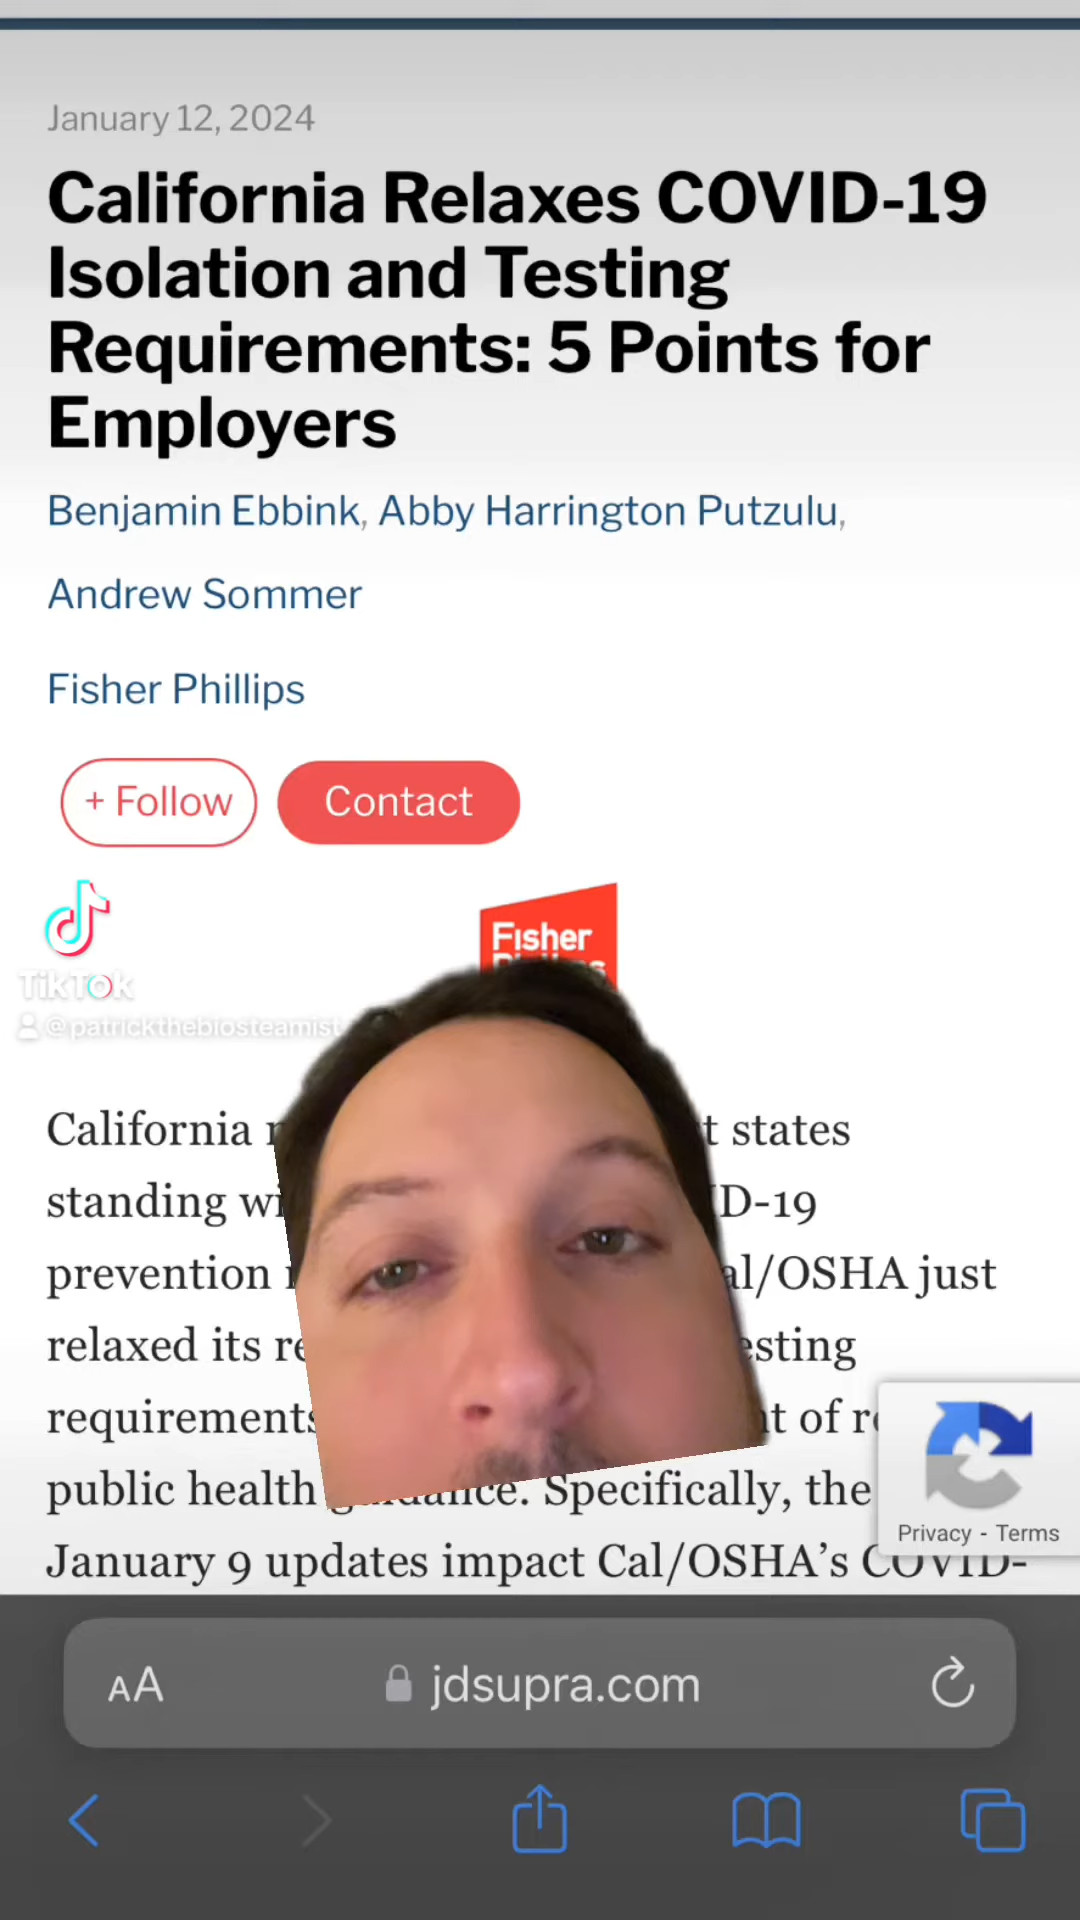 January 12, 2024
California Relaxes COVID-19
Isolation and Testing
Requirements: 5 Points for
Employers
Benjamin Ebbink, Abby Harrington Putzulu,
Andrew Sommer
Fisher Phillips
+ Follow
Contact
Fisher
TikTok
@patrickthebiosteamist
California
t states
standing
D-19
prevention
al/OSHA just
relaxed its
esting
requirements
of
public health
Specifically, the
January 9 updates impact Cal/OSHA's COVID-
Privacy - Terms
AA
jdsupra.com